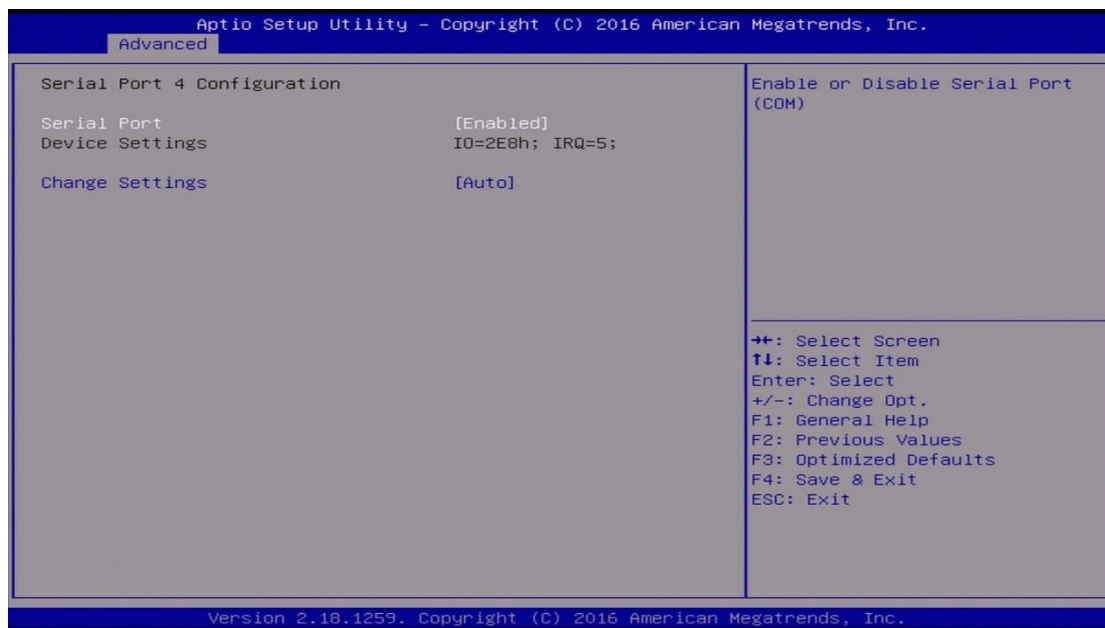 Aptio Setup Utility – Copyright (C) 2016 American Megatrends, Inc.
Advanced
Serial Port 4 Configuration
Serial Port [Enabled]
Device Settings IO=2E8h; IRQ=5;
Change Settings [Auto]
Enable or Disable Serial Port
(COM)
→←: Select Screen
↑↓: Select Item
Enter: Select
+/-: Change Opt.
F1: General Help
F2: Previous Values
F3: Optimized Defaults
F4: Save & Exit
ESC: Exit
Version 2.18.1259. Copyright (C) 2016 American Megatrends, Inc.